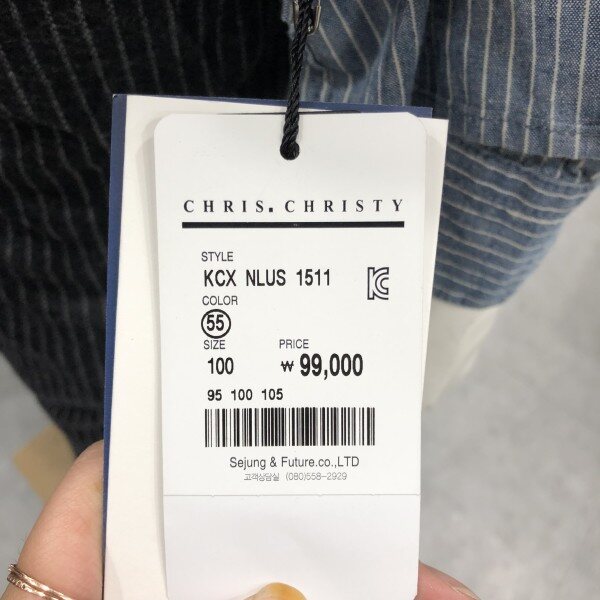 CHRIS.CHRISTY
STYLE
KCX NLUS 1511
COLOR
55
SIZE PRICE
100 ₩ 99,000
95 100 105
Sejung & Future.co.,LTD
고객상담실 (080)558-2929